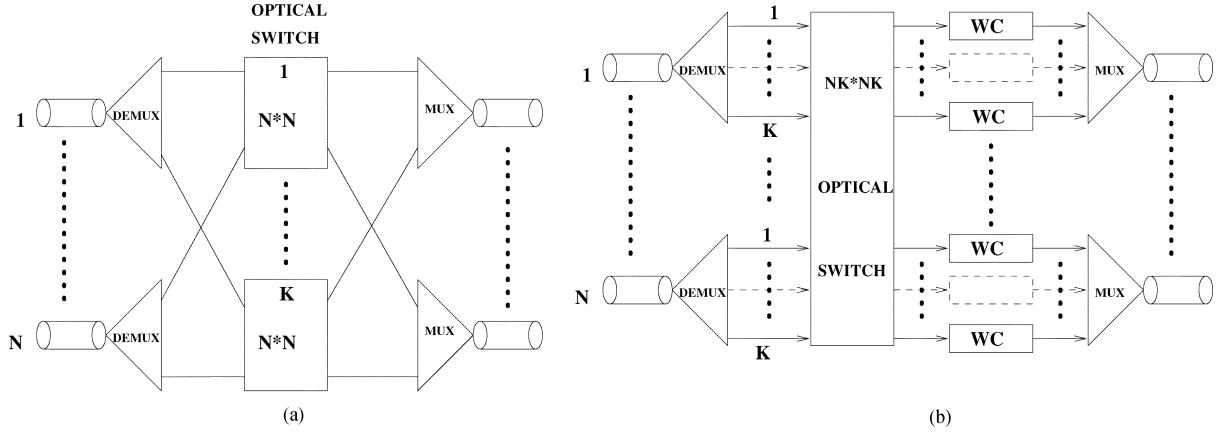 OPTICAL
SWITCH
1
DEMUX
1
N*N
MUX
N
DEMUX
K
N*N
MUX
(a)
1
DEMUX
1
K
NK*NK
OPTICAL
SWITCH
WC
WC
MUX
N
DEMUX
1
K
WC
WC
MUX
(b)